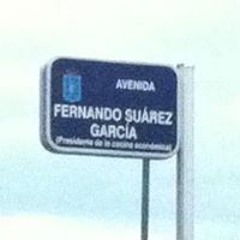 AVENIDA
FERNANDO SUÁREZ
GARCÍA
(Presidente de la cocina económica)